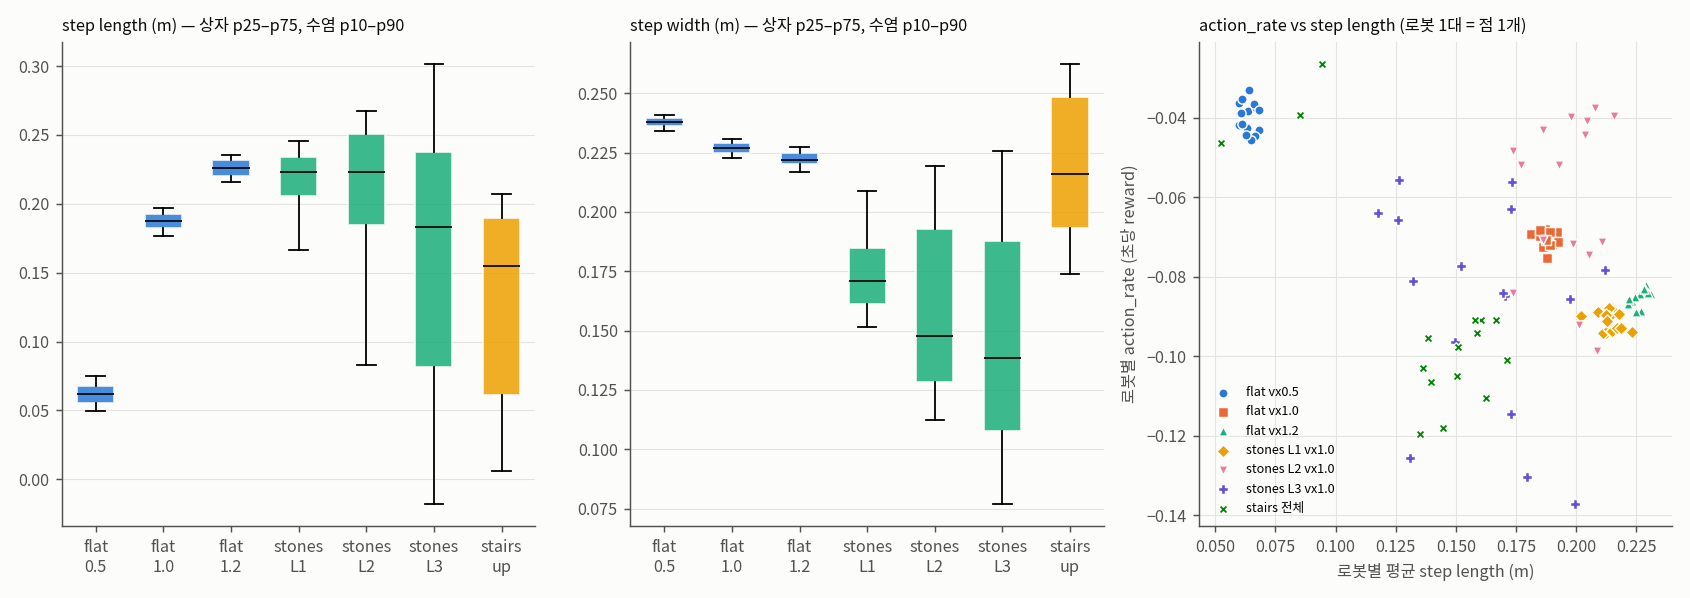 step length (m) — 상자 p25–p75, 수염 p10–p90
0.30
0.25
0.20
0.15
0.10
0.05
0.00
flat 0.5
flat 1.0
flat 1.2
stones L1
stones L2
stones L3
stairs up
step width (m) — 상자 p25–p75, 수염 p10–p90
0.250
0.225
0.200
0.175
0.150
0.125
0.100
0.075
flat 0.5
flat 1.0
flat 1.2
stones L1
stones L2
stones L3
stairs up
action_rate vs step length (로봇 1대 = 점 1개)
로봇별 action_rate (초당 reward)
−0.04
−0.06
−0.08
−0.10
−0.12
−0.14
flat vx0.5
flat vx1.0
flat vx1.2
stones L1 vx1.0
stones L2 vx1.0
stones L3 vx1.0
stairs 전체
0.050
0.075
0.100
0.125
0.150
0.175
0.200
0.225
로봇별 평균 step length (m)